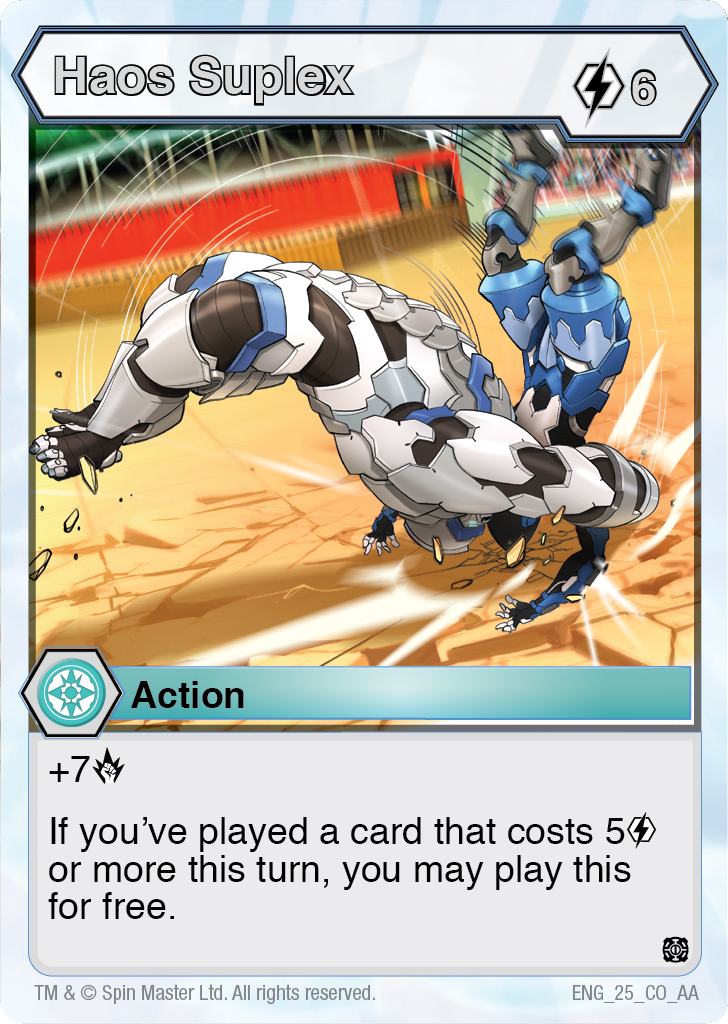 Haos Suplex
6
Action
+7
If you’ve played a card that costs 5
or more this turn, you may play this
for free.
TM & © Spin Master Ltd. All rights reserved.
ENG_25_CO_AA